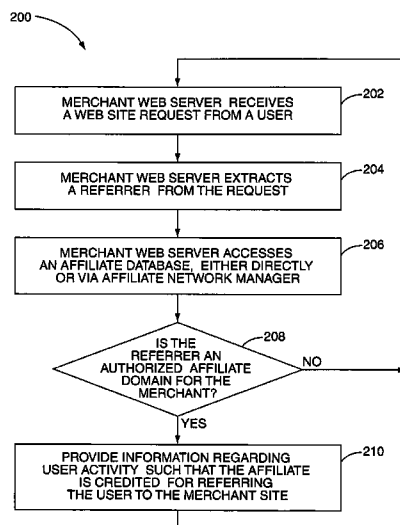 200
MERCHANT WEB SERVER RECEIVES
A WEB SITE REQUEST FROM A USER
202
MERCHANT WEB SERVER EXTRACTS
A REFERRER FROM THE REQUEST
204
MERCHANT WEB SERVER ACCESSES
AN AFFILIATE DATABASE, EITHER DIRECTLY
OR VIA AFFILIATE NETWORK MANAGER
206
IS THE
REFERRER AN
AUTHORIZED AFFILIATE
DOMAIN FOR THE
MERCHANT?
208
NO
YES
PROVIDE INFORMATION REGARDING
USER ACTIVITY SUCH THAT THE AFFILIATE
IS CREDITED FOR REFERRING
THE USER TO THE MERCHANT SITE
210